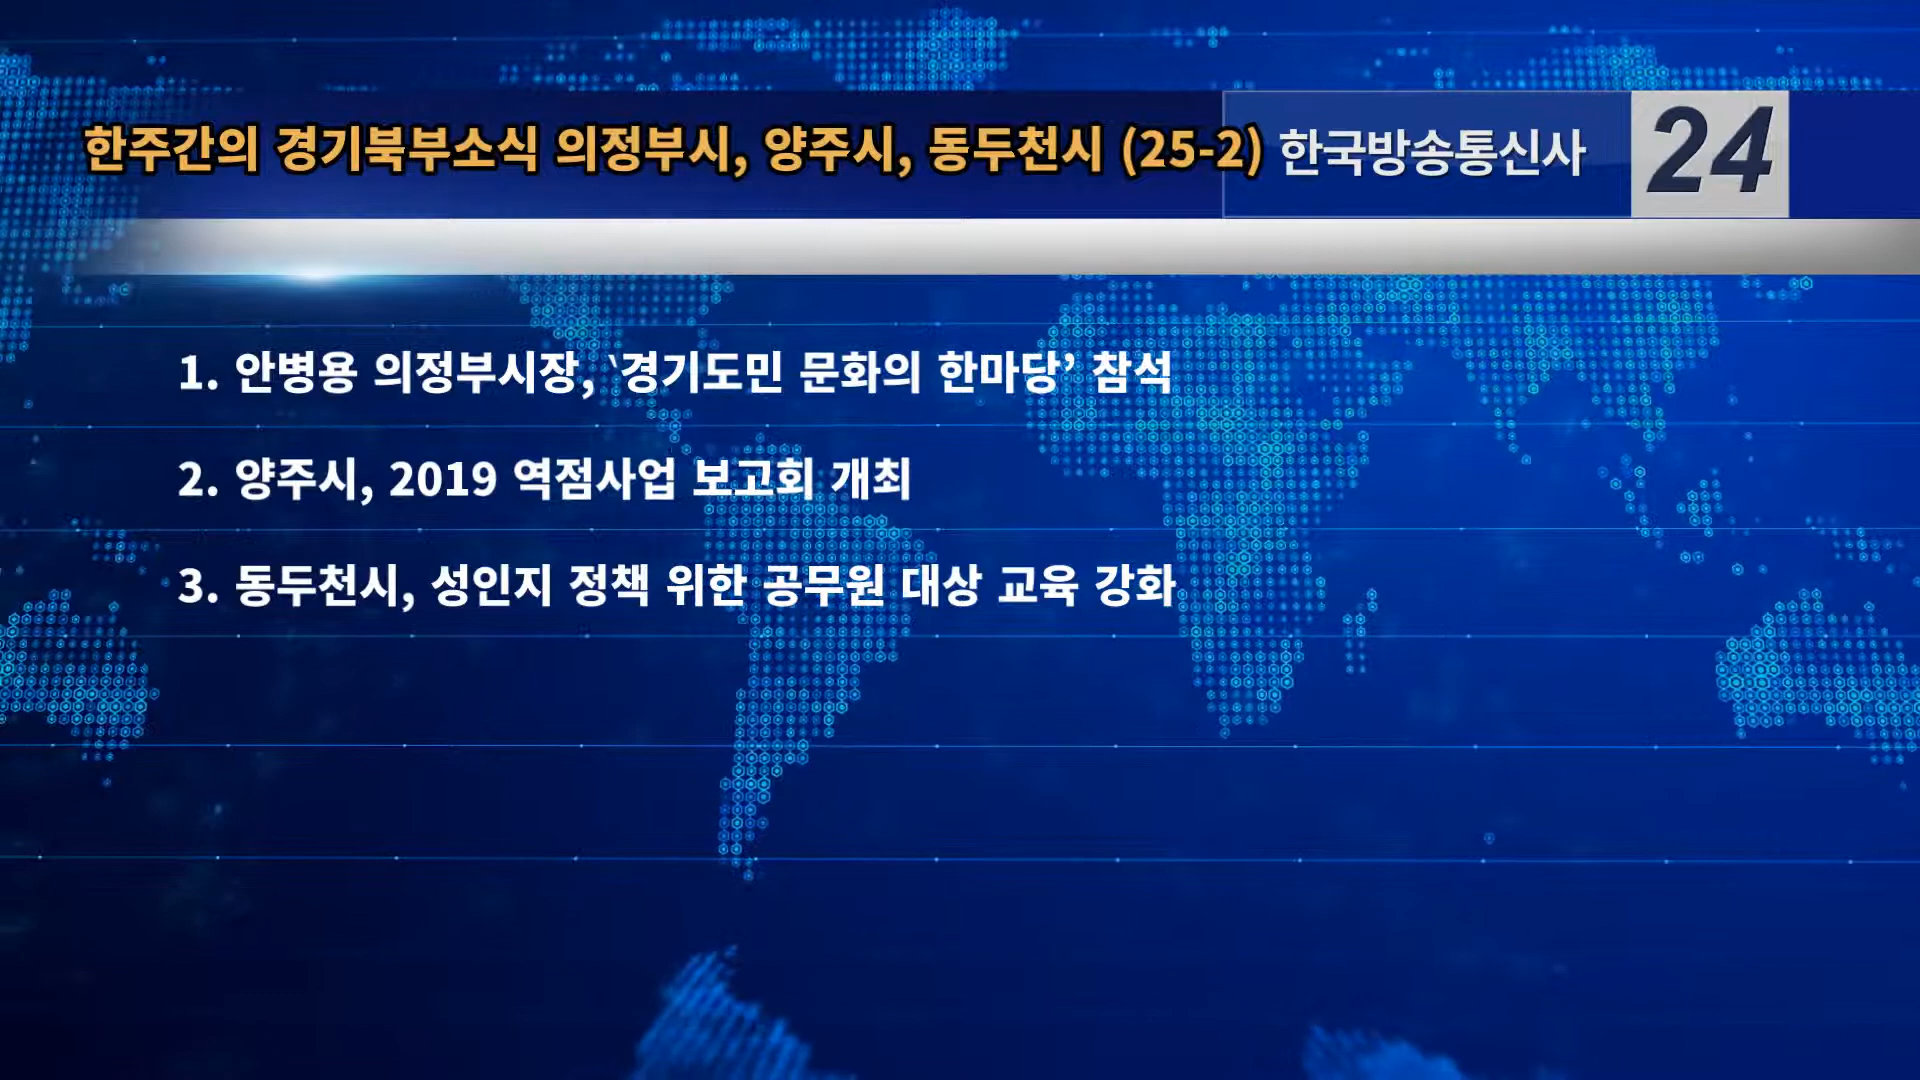 한주간의 경기북부소식 의정부시, 양주시, 동두천시 (25-2) 한국방송통신사 24
1. 안병용 의정부시장, ‵경기도민 문화의 한마당’ 참석
2. 양주시, 2019 역점사업 보고회 개최
3. 동두천시, 성인지 정책 위한 공무원 대상 교육 강화